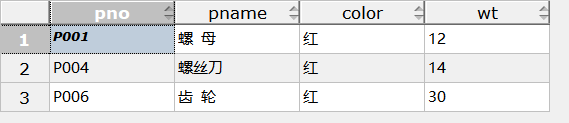 pno pname color wt
1 P001 螺 母 红 12
2 P004 螺丝刀 红 14
3 P006 齿 轮 红 30